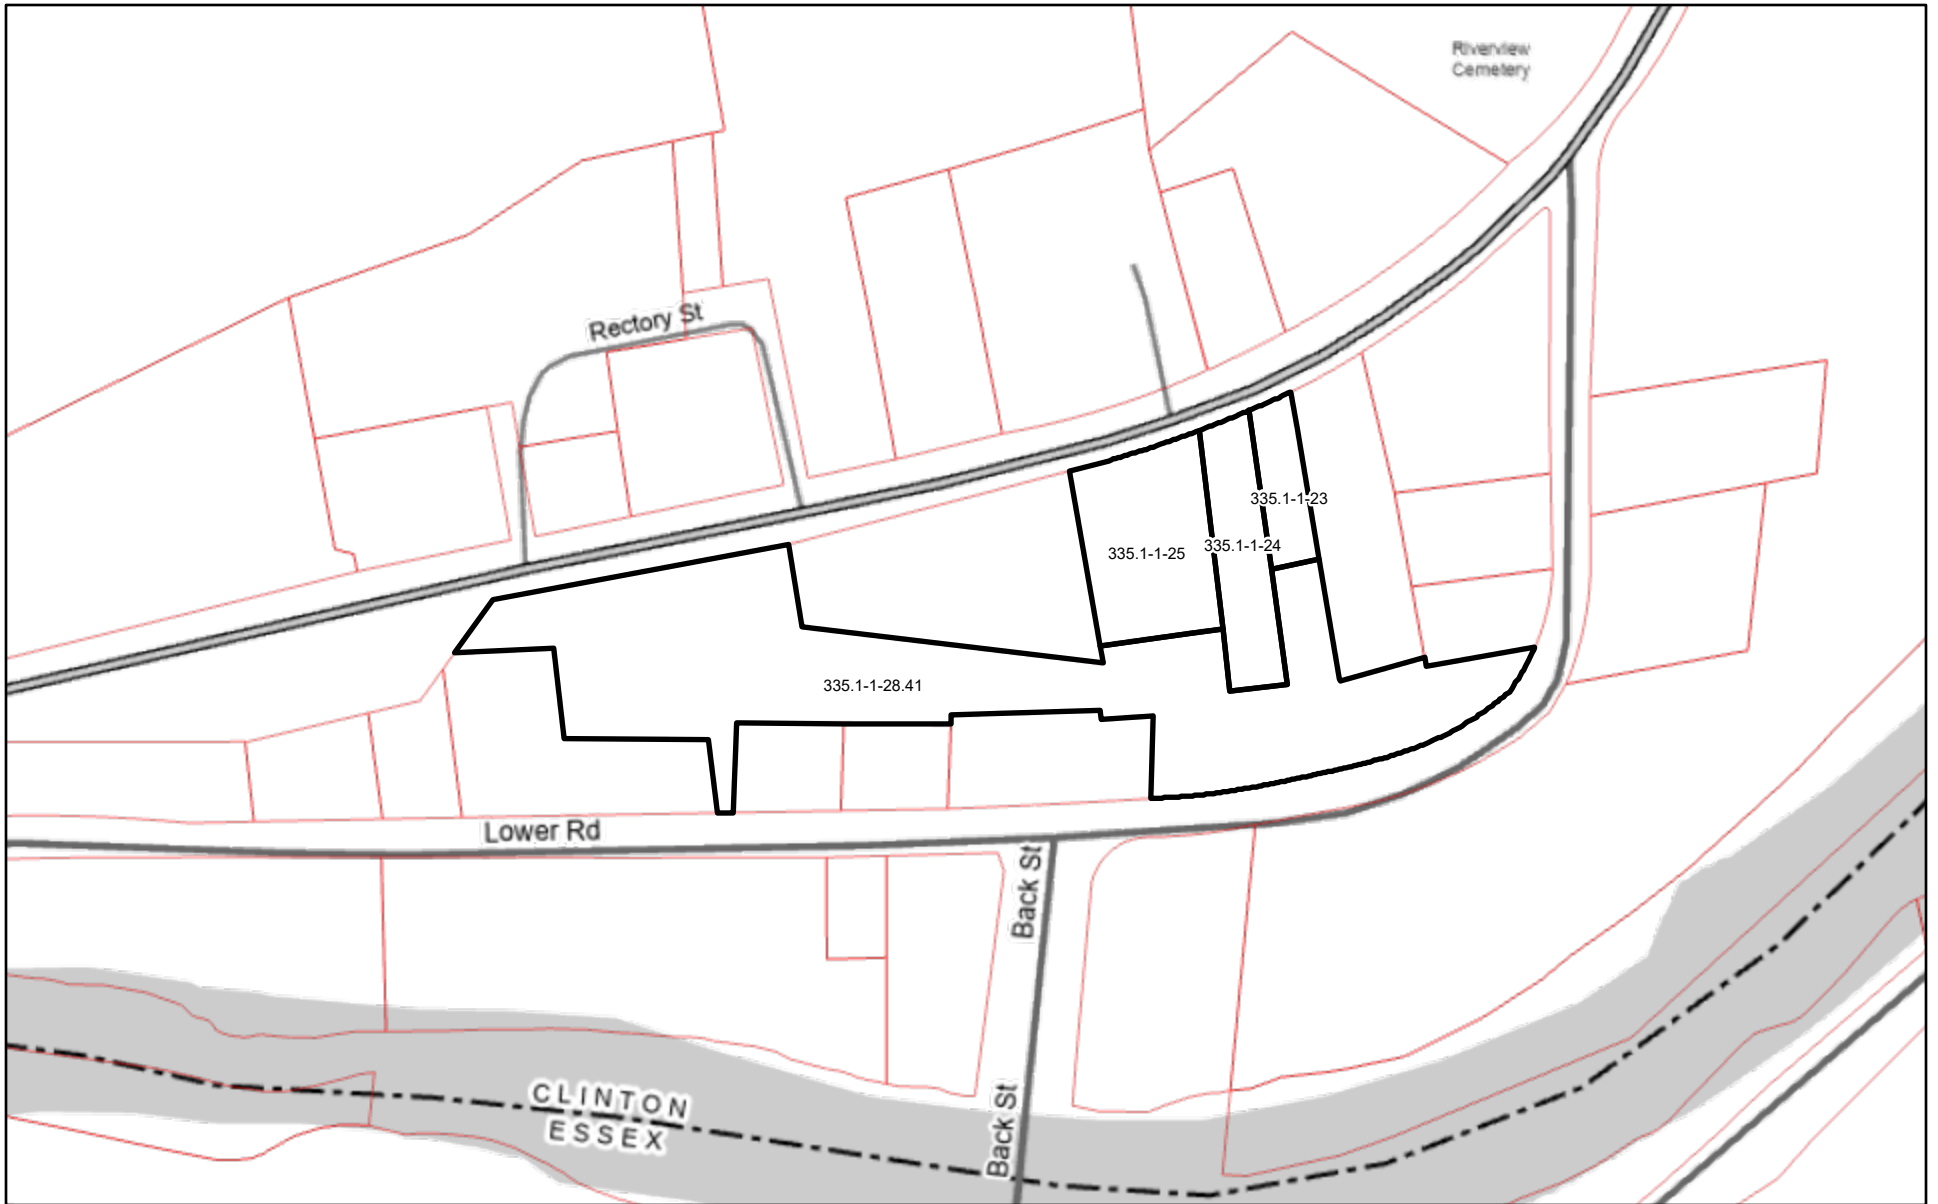 Riverview
Cemetery
Rectory St
335.1-1-23
335.1-1-24
335.1-1-25
335.1-1-28.41
Lower Rd
Back St
Back St
CLINTON
ESSEX